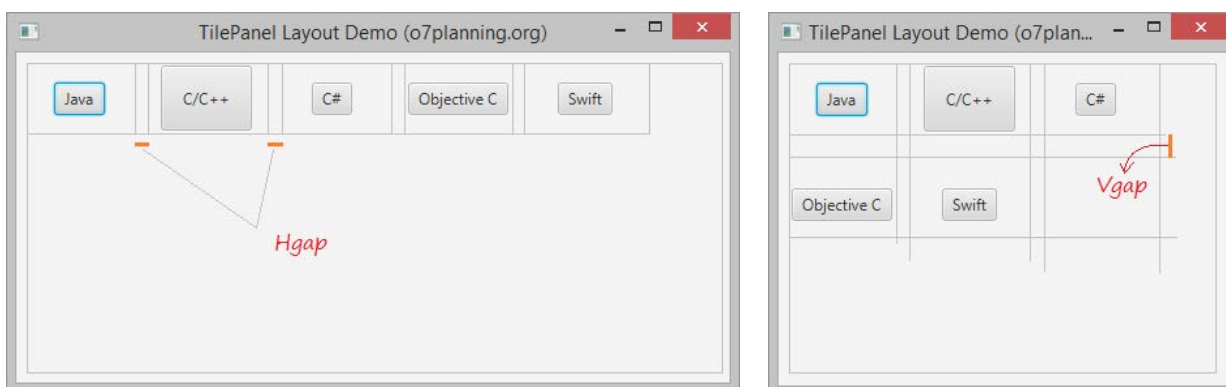 TilePanel Layout Demo (o7planning.org)
Java C/C++ C# Objective C Swift
Hgap
TilePanel Layout Demo (o7plan...
Java C/C++ C#
Vgap
Objective C Swift